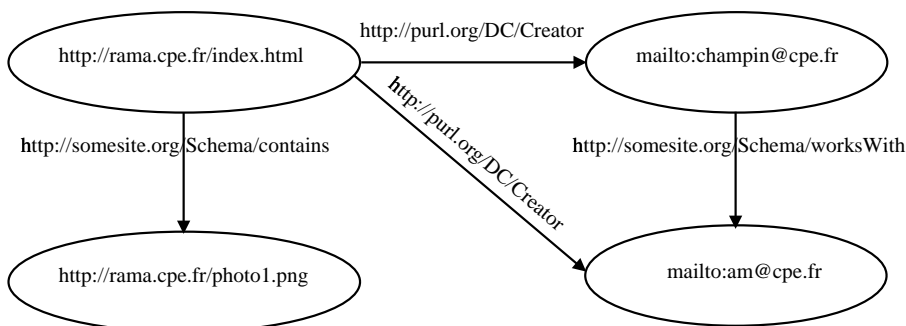 http://purl.org/DC/Creator
http://rama.cpe.fr/index.html
mailto:champin@cpe.fr
http://purl.org/DC/Creator
http://somesite.org/Schema/contains
http://somesite.org/Schema/worksWith
http://rama.cpe.fr/photo1.png
mailto:am@cpe.fr